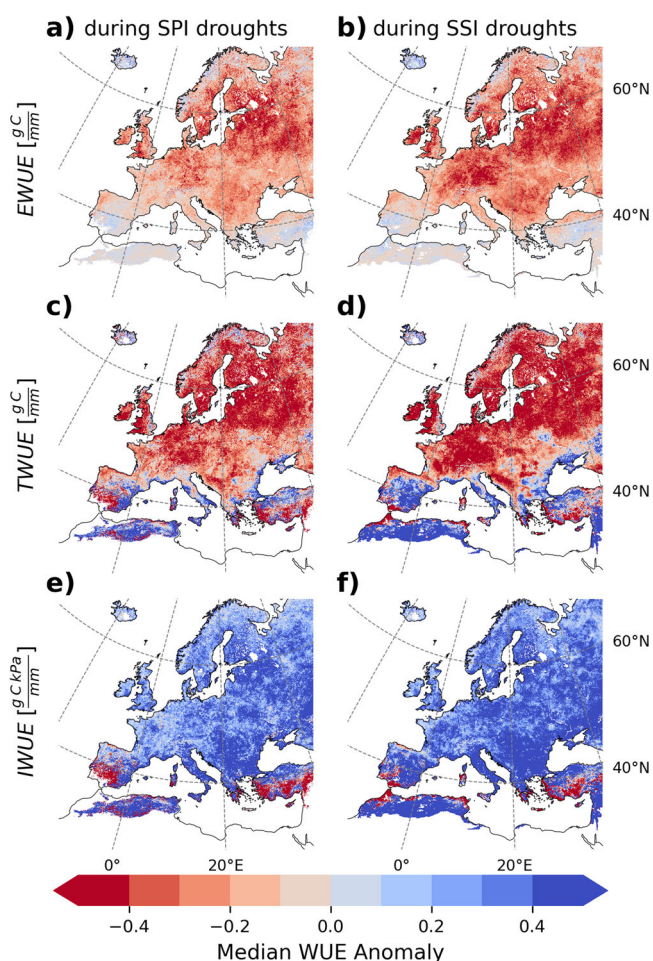 a) during SPI droughts
b) during SSI droughts
EWUE [g C / mm]
60°N
40°N
c)
d)
TWUE [g C / mm]
60°N
40°N
e)
f)
IWUE [g C kPa / mm]
60°N
40°N
0° 20°E 0° 20°E
−0.4 −0.2 0.0 0.2 0.4
Median WUE Anomaly